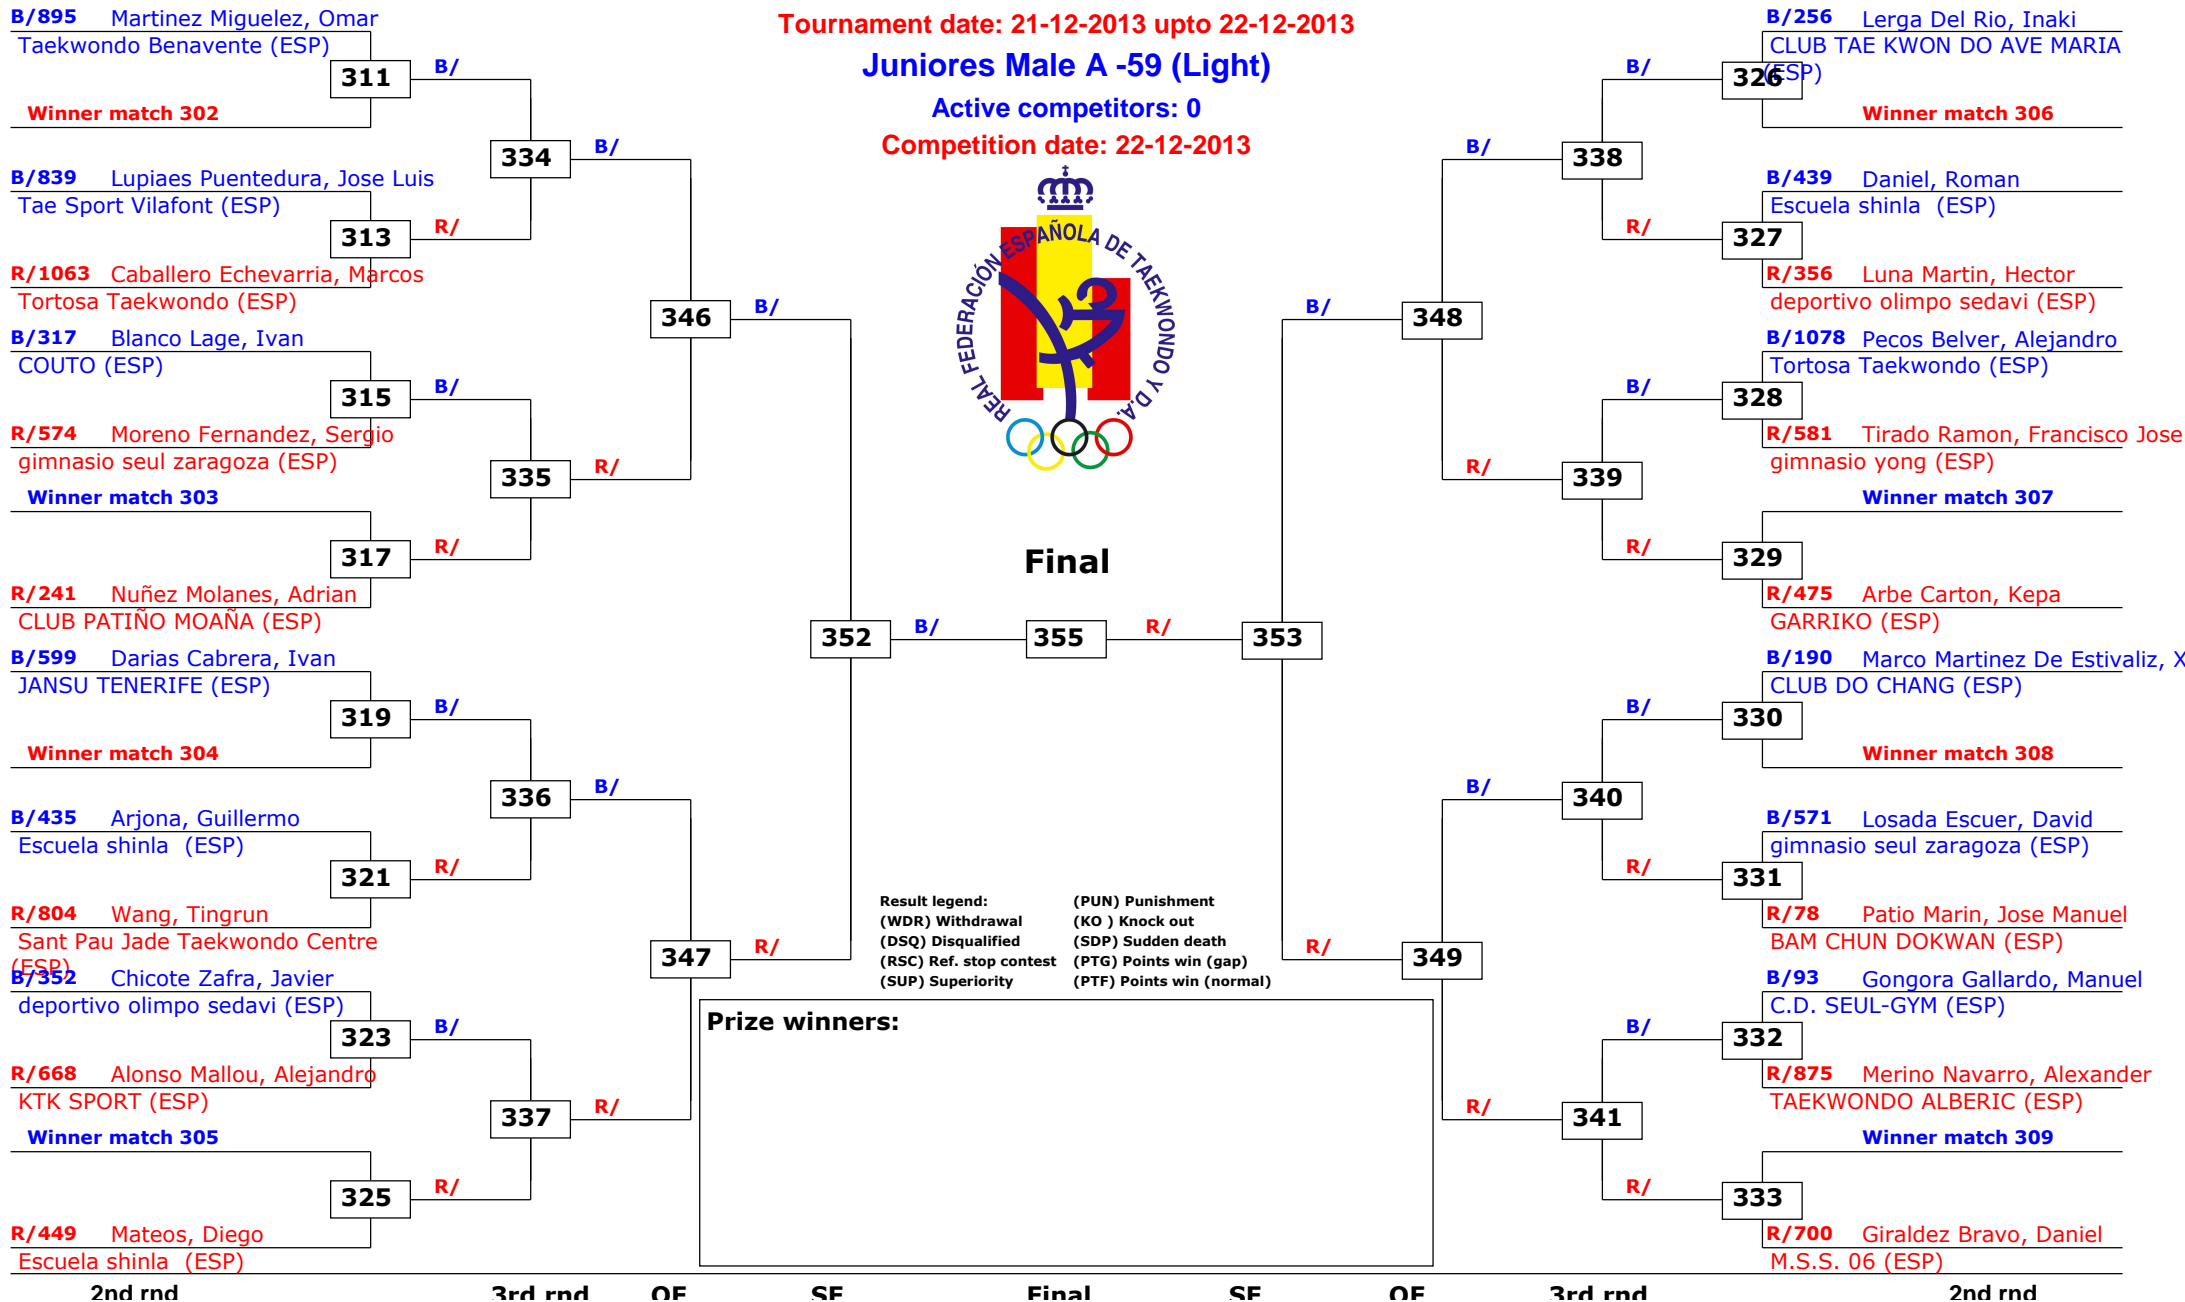 Tournament date: 21-12-2013 upto 22-12-2013
Juniores Male A -59 (Light)
Active competitors: 0
Competition date: 22-12-2013
REAL FEDERACIÓN ESPAÑOLA DE TAEKWONDO Y D.A.
B/895 Martinez Miguelez, Omar
Taekwondo Benavente (ESP)
311
B/
Winner match 302
334
B/
B/839 Lupiaes Puentedura, Jose Luis
Tae Sport Vilafont (ESP)
313
R/
R/1063 Caballero Echevarria, Marcos
Tortosa Taekwondo (ESP)
346
B/
B/317 Blanco Lage, Ivan
COUTO (ESP)
315
B/
R/574 Moreno Fernandez, Sergio
gimnasio seul zaragoza (ESP)
335
R/
Winner match 303
317
R/
R/241 Nuñez Molanes, Adrian
CLUB PATIÑO MOAÑA (ESP)
352
B/
B/599 Darias Cabrera, Ivan
JANSU TENERIFE (ESP)
319
B/
Winner match 304
336
B/
B/435 Arjona, Guillermo
Escuela shinla (ESP)
321
R/
R/804 Wang, Tingrun
Sant Pau Jade Taekwondo Centre
(ESP)
347
R/
B/352 Chicote Zafra, Javier
deportivo olimpo sedavi (ESP)
323
B/
R/668 Alonso Mallou, Alejandro
KTK SPORT (ESP)
337
R/
Winner match 305
325
R/
R/449 Mateos, Diego
Escuela shinla (ESP)
Final
355
R/
353
B/256 Lerga Del Rio, Inaki
CLUB TAE KWON DO AVE MARIA
(ESP)
326
B/
Winner match 306
338
B/
B/439 Daniel, Roman
Escuela shinla (ESP)
327
R/
R/356 Luna Martin, Hector
deportivo olimpo sedavi (ESP)
348
B/
B/1078 Pecos Belver, Alejandro
Tortosa Taekwondo (ESP)
328
B/
R/581 Tirado Ramon, Francisco Jose
gimnasio yong (ESP)
339
R/
Winner match 307
329
R/
R/475 Arbe Carton, Kepa
GARRIKO (ESP)
B/190 Marco Martinez De Estivaliz, X
CLUB DO CHANG (ESP)
330
B/
Winner match 308
340
B/
B/571 Losada Escuer, David
gimnasio seul zaragoza (ESP)
331
R/
R/78 Patio Marin, Jose Manuel
BAM CHUN DOKWAN (ESP)
349
R/
B/93 Gongora Gallardo, Manuel
C.D. SEUL-GYM (ESP)
332
B/
R/875 Merino Navarro, Alexander
TAEKWONDO ALBERIC (ESP)
341
R/
Winner match 309
333
R/
R/700 Giraldez Bravo, Daniel
M.S.S. 06 (ESP)
Result legend: (PUN) Punishment
(WDR) Withdrawal (KO ) Knock out
(DSQ) Disqualified (SDP) Sudden death
(RSC) Ref. stop contest (PTG) Points win (gap)
(SUP) Superiority (PTF) Points win (normal)
Prize winners:
2nd rnd 3rd rnd QF SF Final SF QF 3rd rnd 2nd rnd